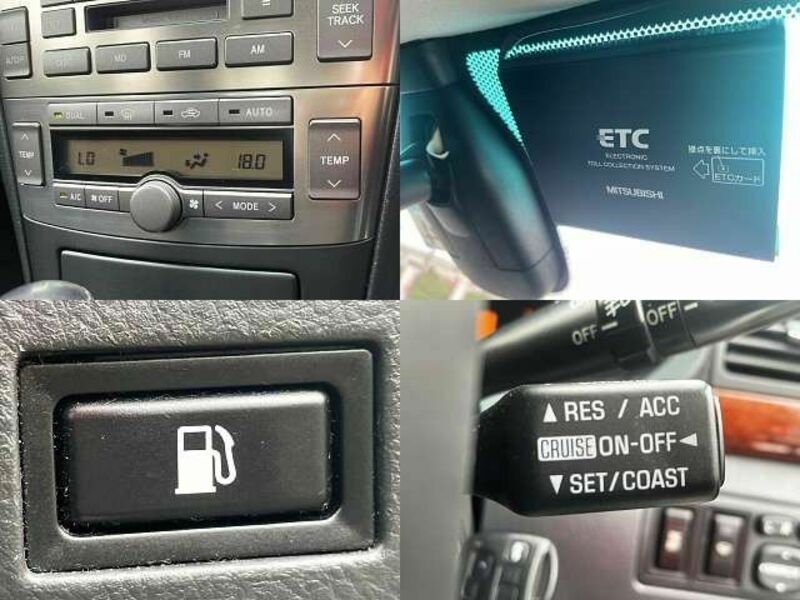 SEEK
TRACK
MD
FM
AM
DUAL
AUTO
TEMP
LO
18.0
TEMP
A/C
OFF
< MODE >
ETC
ELECTRONIC
TOLL COLLECTION SYSTEM
MITSUBISHI
接点を裏にして挿入
ETCカード
OFF
OFF
▲ RES / ACC
CRUISE ON-OFF ◄
▼ SET/COAST